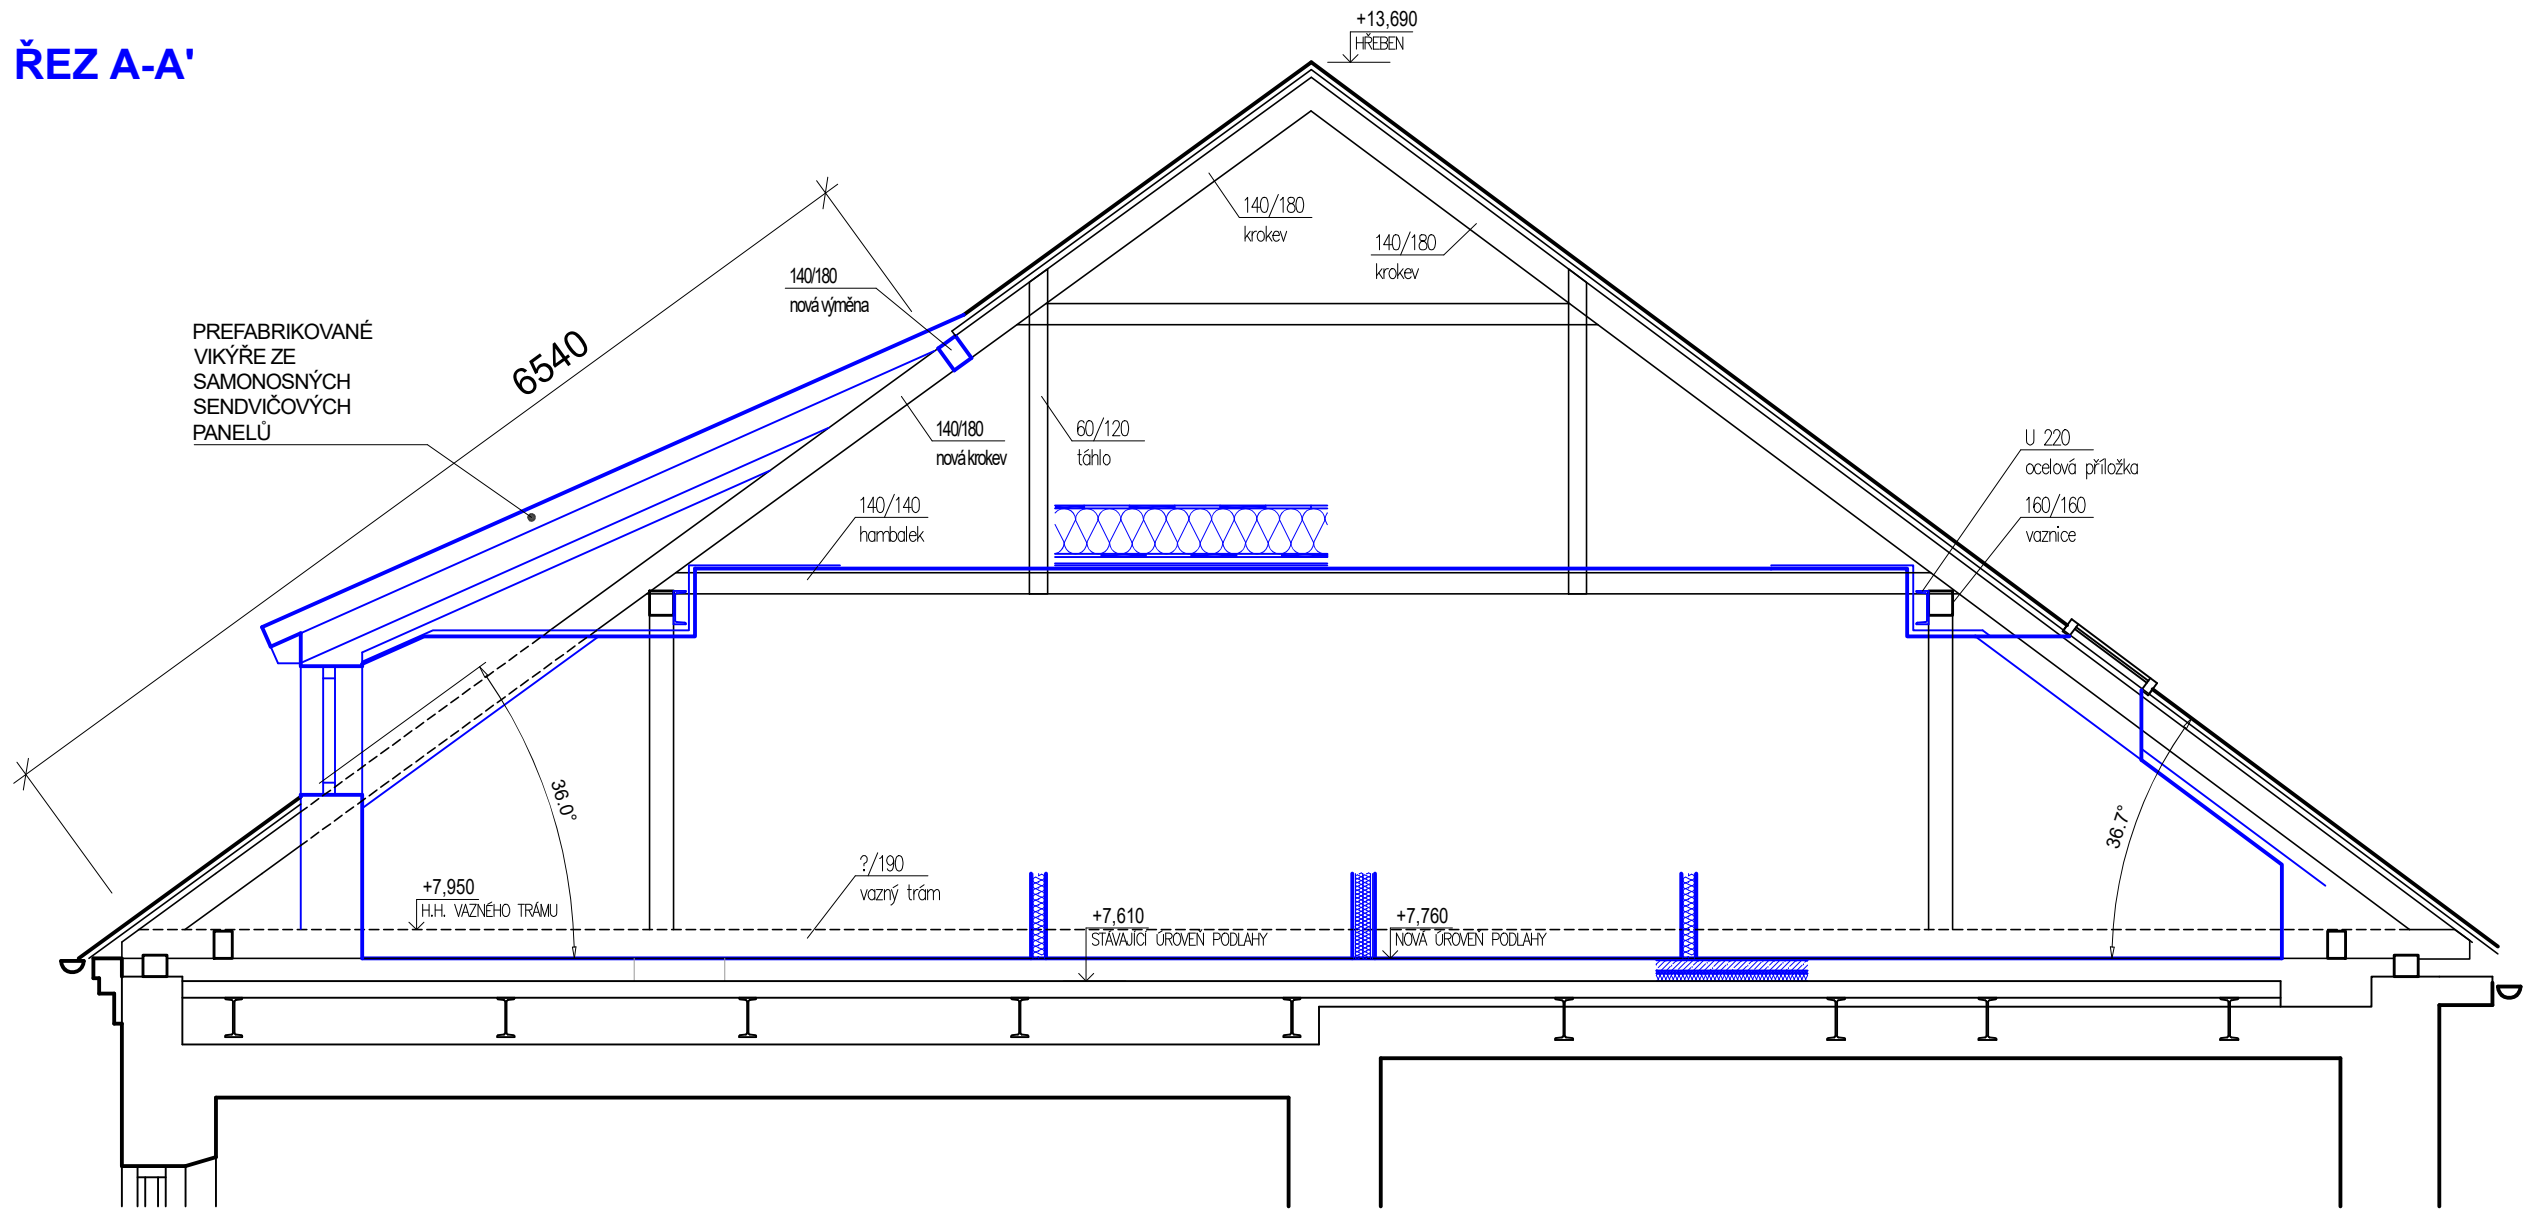 ŘEZ A-A'
+13,690
HŘEBEN
140/180
krokev
140/180
krokev
140/180
nová výměna
PREFABRIKOVANÉ
VIKÝŘE ZE
SAMONOSNÝCH
SENDVIČOVÝCH
PANELŮ
6540
140/180
nová krokev
60/120
táhlo
U 220
ocelová příložka
140/140
hambalek
160/160
vaznice
36.0°
36.7°
?/190
vazný trám
+7,950
H.H. VAZNÉHO TRÁMU
+7,610
STÁVAJÍCÍ ÚROVEŇ PODLAHY
+7,760
NOVÁ ÚROVEŇ PODLAHY